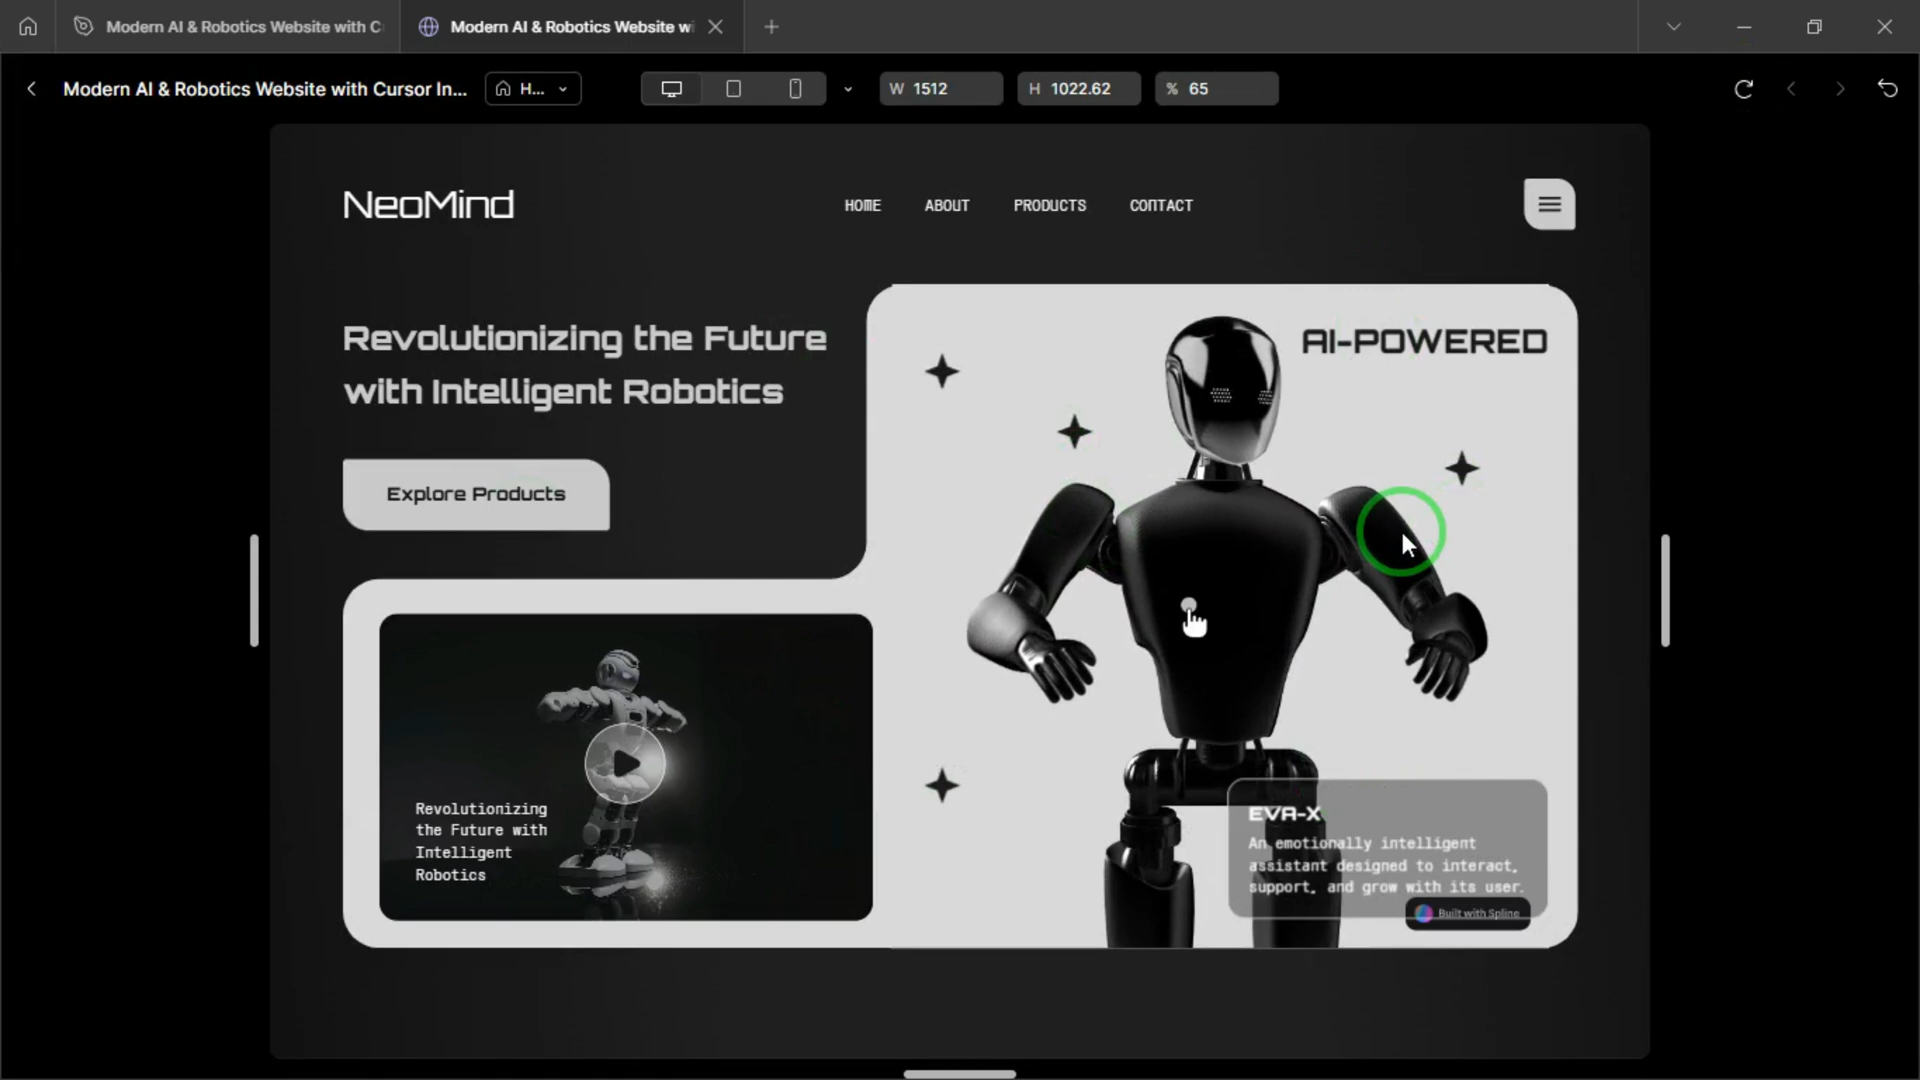 Modern AI & Robotics Website with C
Modern AI & Robotics Website wi
Modern AI & Robotics Website with Cursor In...
H...
W 1512
H 1022.62
% 65
NeoMind
HOME
ABOUT
PRODUCTS
CONTACT
Revolutionizing the Future
with Intelligent Robotics
Explore Products
AI-POWERED
Revolutionizing
the Future with
Intelligent
Robotics
EVA-X
An emotionally intelligent
assistant designed to interact,
support, and grow with its user.
Built with Spline